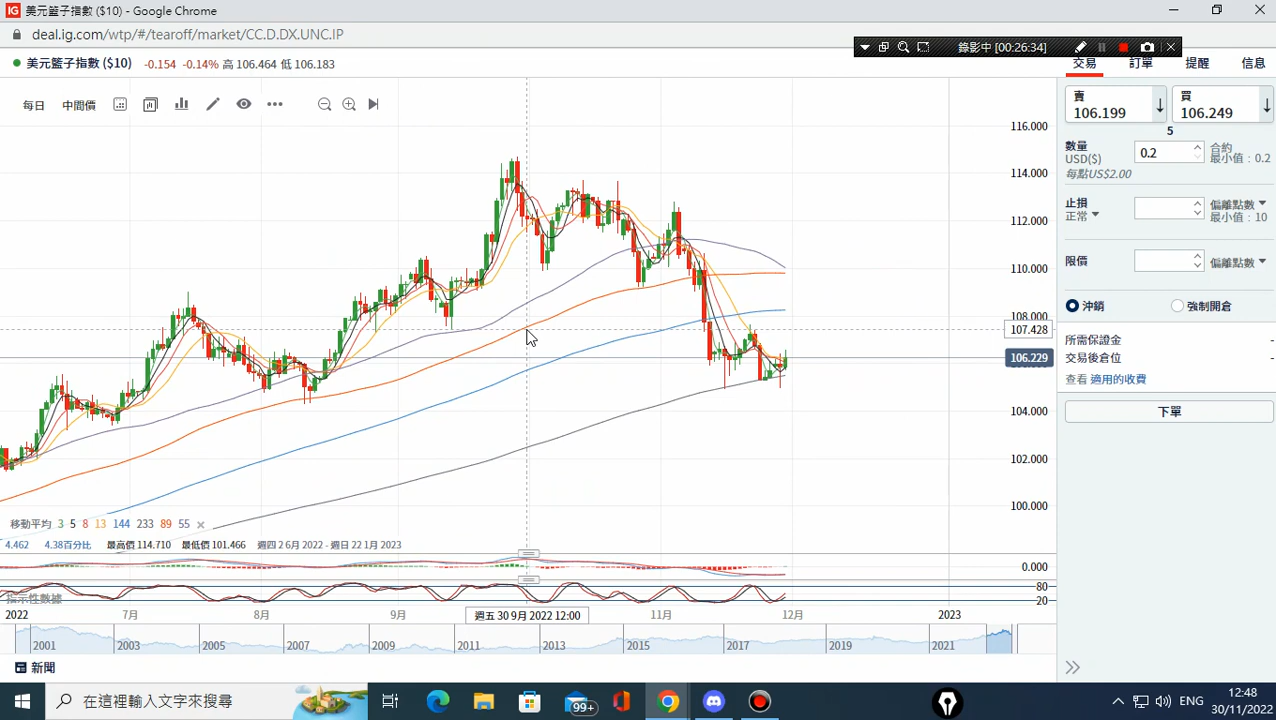 IG 美元籃子指數 ($10) - Google Chrome
deal.ig.com/wtp/#/tearoff/market/CC.D.DX.UNC.IP
錄影中 [00:26:34]
美元籃子指數 ($10) -0.154 -0.14% 高 106.464 低 106.183
交易 訂單 提醒 信息
每日 中間價
賣 106.199
買 106.249
5
數量
USD($)
0.2
合約
最小值 : 0.2
每點US$2.00
止損
正常
偏離點數
最小值 : 10
限價
偏離點數
沖銷 強制開倉
所需保證金 -
交易後倉位 -
查看 適用的收費
下單
116.000
114.000
112.000
110.000
108.000
107.428
106.229
104.000
102.000
100.000
移動平均 3 5 8 13 144 233 89 55
4.462 4.38百分比 最高價 114.710 最低價 101.466 週四 2 6月 2022 - 週日 22 1月 2023
0.000
80
20
指示性數據
2022 7月 8月 9月 週五 30 9月 2022 12:00 11月 12月 2023
2001 2003 2005 2007 2009 2011 2013 2015 2017 2019 2021
新聞
在這裡輸入文字來搜尋
99+
ENG
12:48
30/11/2022